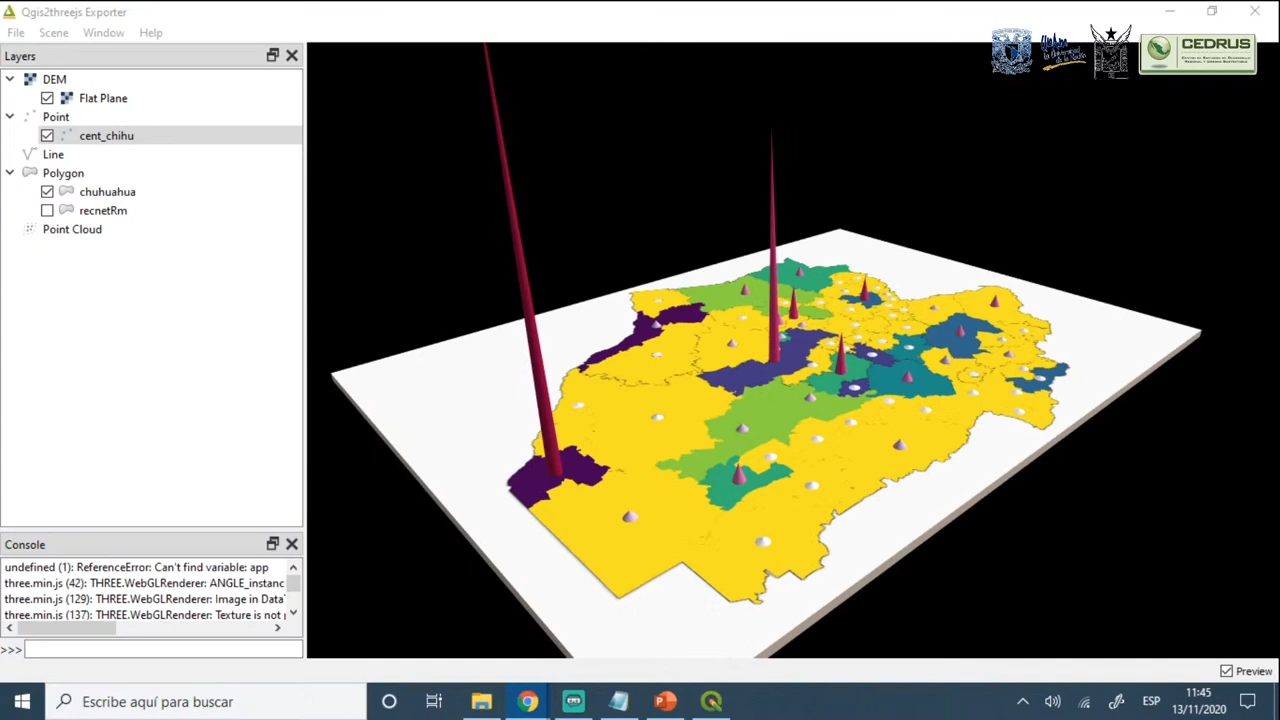 Qgis2threejs Exporter
File Scene Window Help
CEDRUS
Layers
DEM
Flat Plane
Point
cent_chihu
Line
Polygon
chuhuahua
recnetRm
Point Cloud
Console
undefined (1): ReferenceError: Can't find variable: app
three.min.js (42): THREE.WebGLRenderer: ANGLE_instanc
three.min.js (129): THREE.WebGLRenderer: Image in Data
three.min.js (137): THREE.WebGLRenderer: Texture is not
>>>
Preview
Escribe aquí para buscar
ESP
11:45
13/11/2020